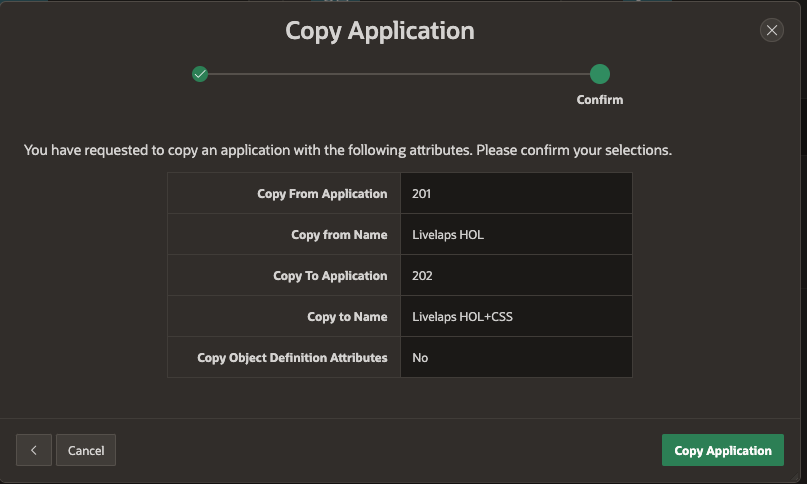 Copy Application
Confirm
You have requested to copy an application with the following attributes. Please confirm your selections.
Copy From Application 201
Copy from Name Livelaps HOL
Copy To Application 202
Copy to Name Livelaps HOL+CSS
Copy Object Definition Attributes No
Cancel
Copy Application